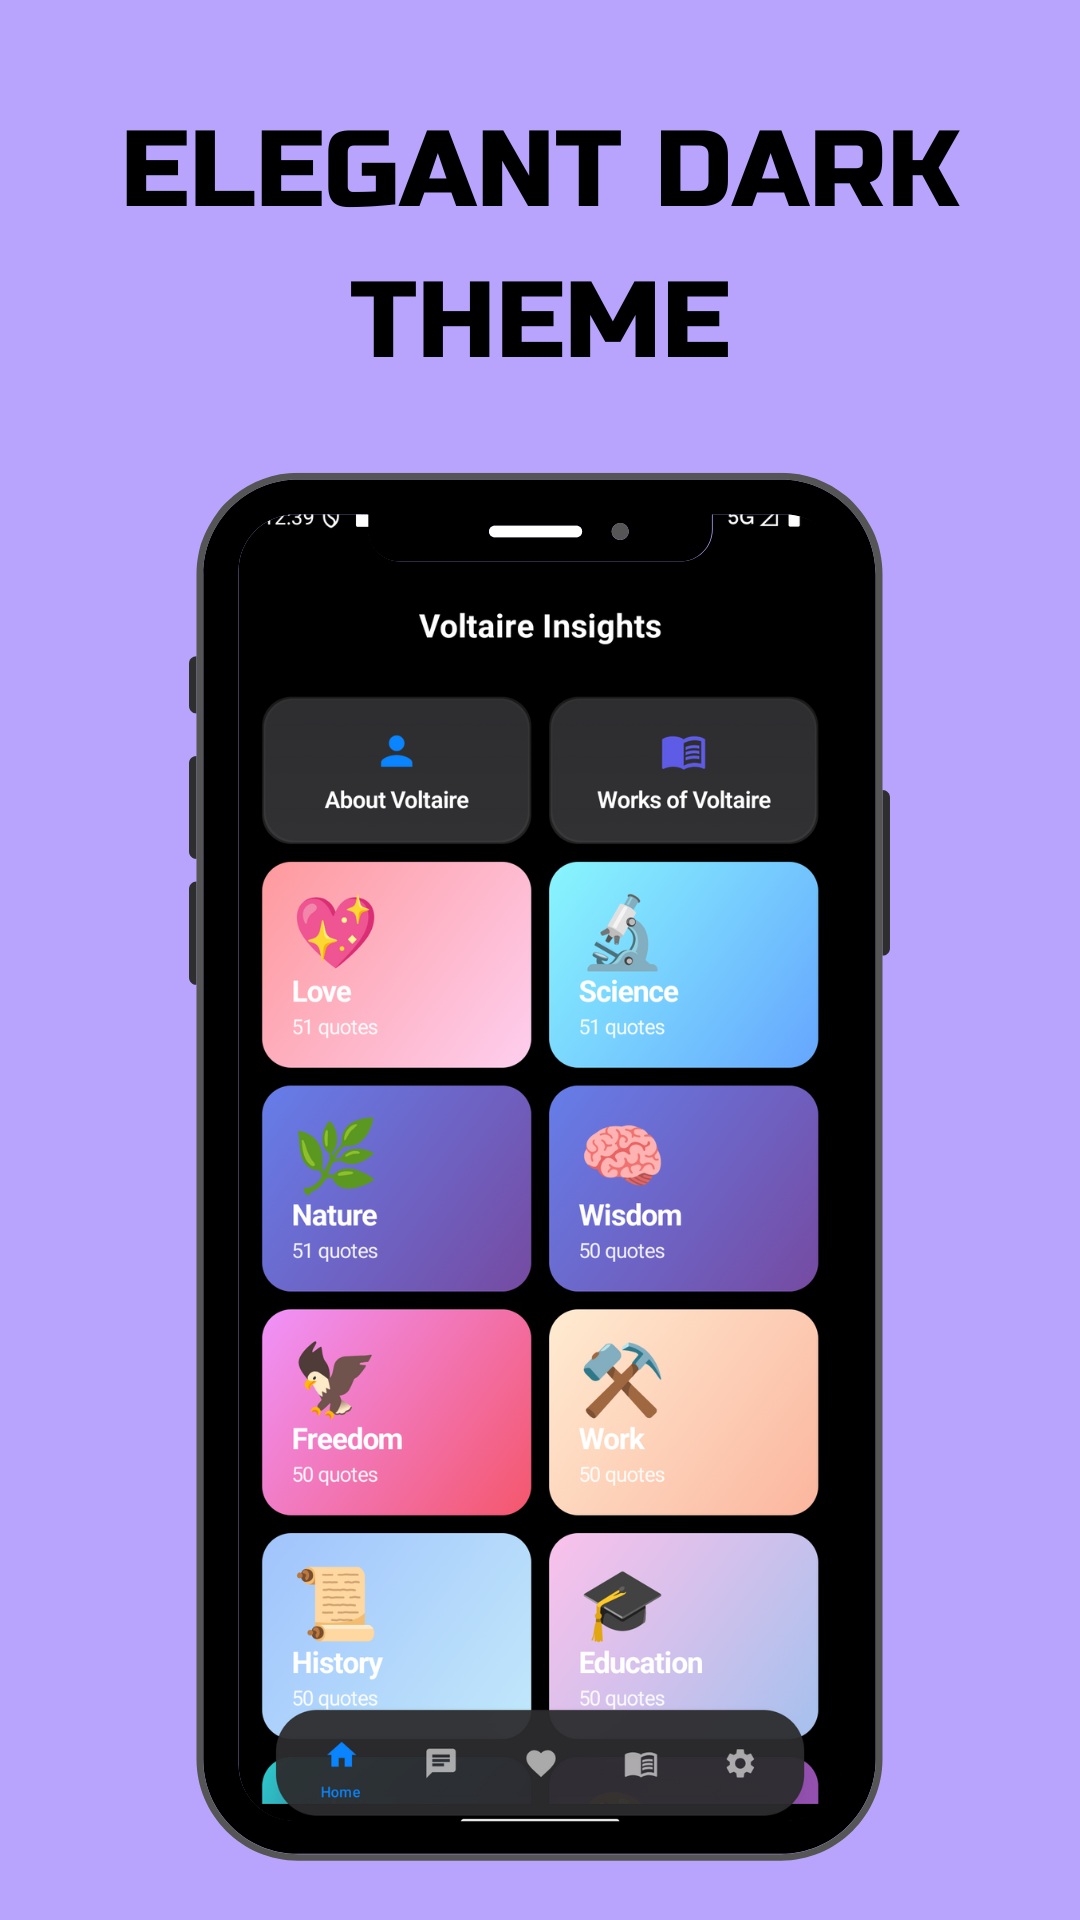 ELEGANT DARK
THEME
12:39 5G
Voltaire Insights
About Voltaire Works of Voltaire
Love Science
51 quotes 51 quotes
Nature Wisdom
51 quotes 50 quotes
Freedom Work
50 quotes 50 quotes
History Education
50 quotes 50 quotes
Home